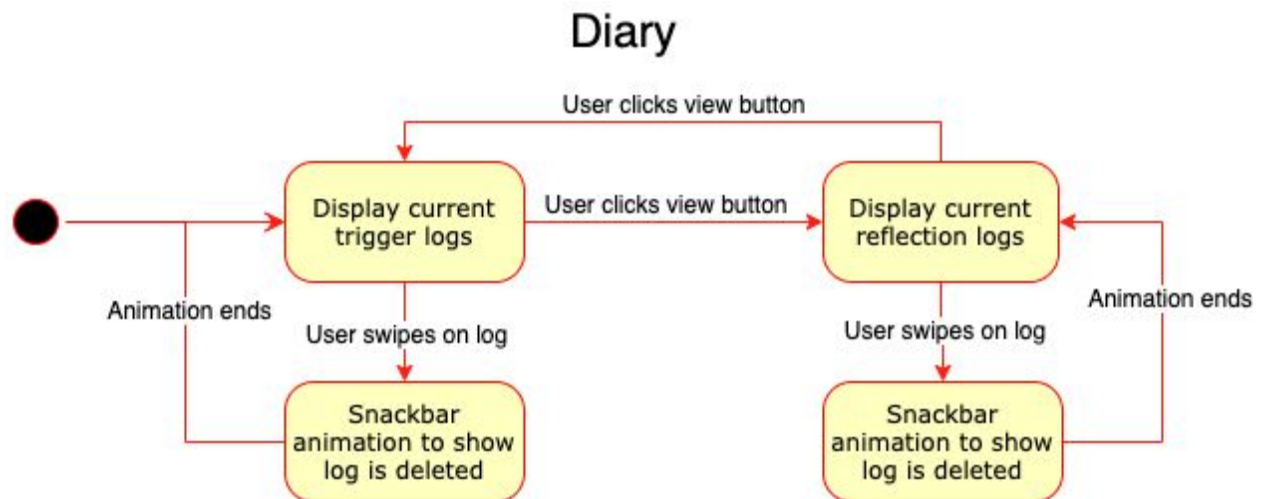 Diary
User clicks view button
Display current
trigger logs
User clicks view button
Display current
reflection logs
Animation ends
User swipes on log
User swipes on log
Animation ends
Snackbar
animation to show
log is deleted
Snackbar
animation to show
log is deleted